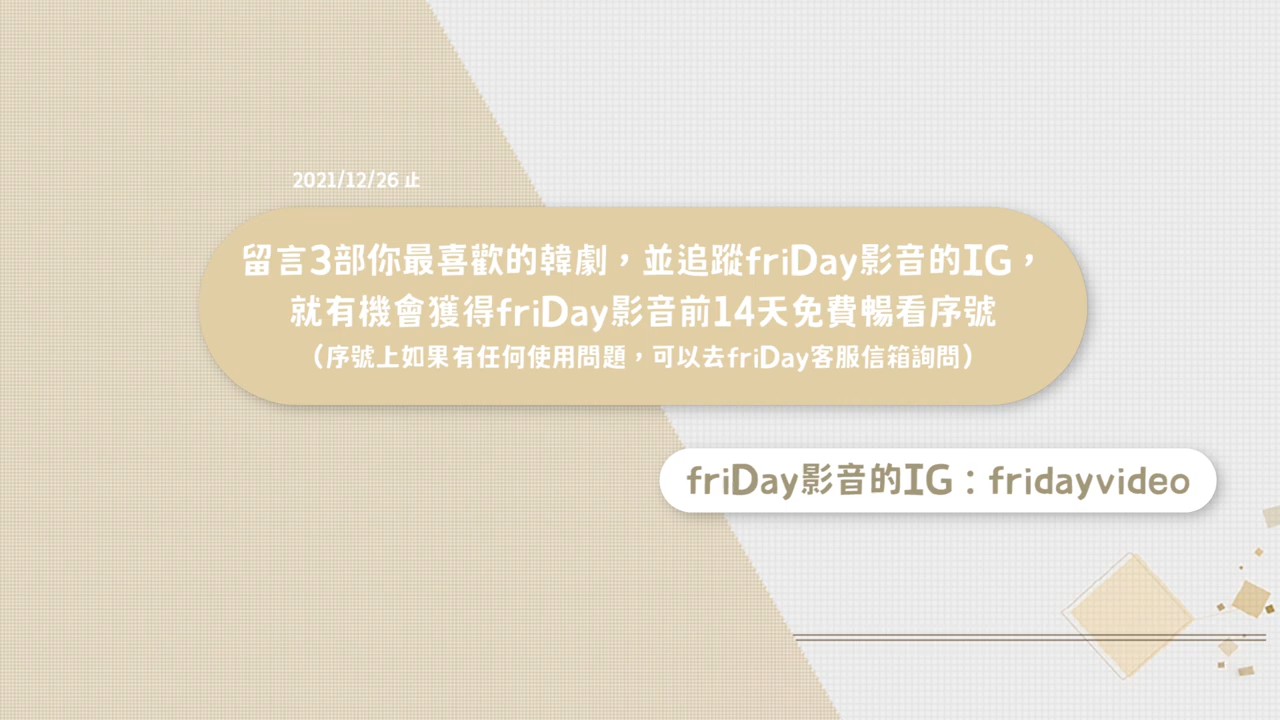 2021/12/26 止
留言3部你最喜歡的韓劇，並追蹤friDay影音的IG，
就有機會獲得friDay影音前14天免費暢看序號
（序號上如果有任何使用問題，可以去friDay客服信箱詢問）
friDay影音的IG：fridayvideo